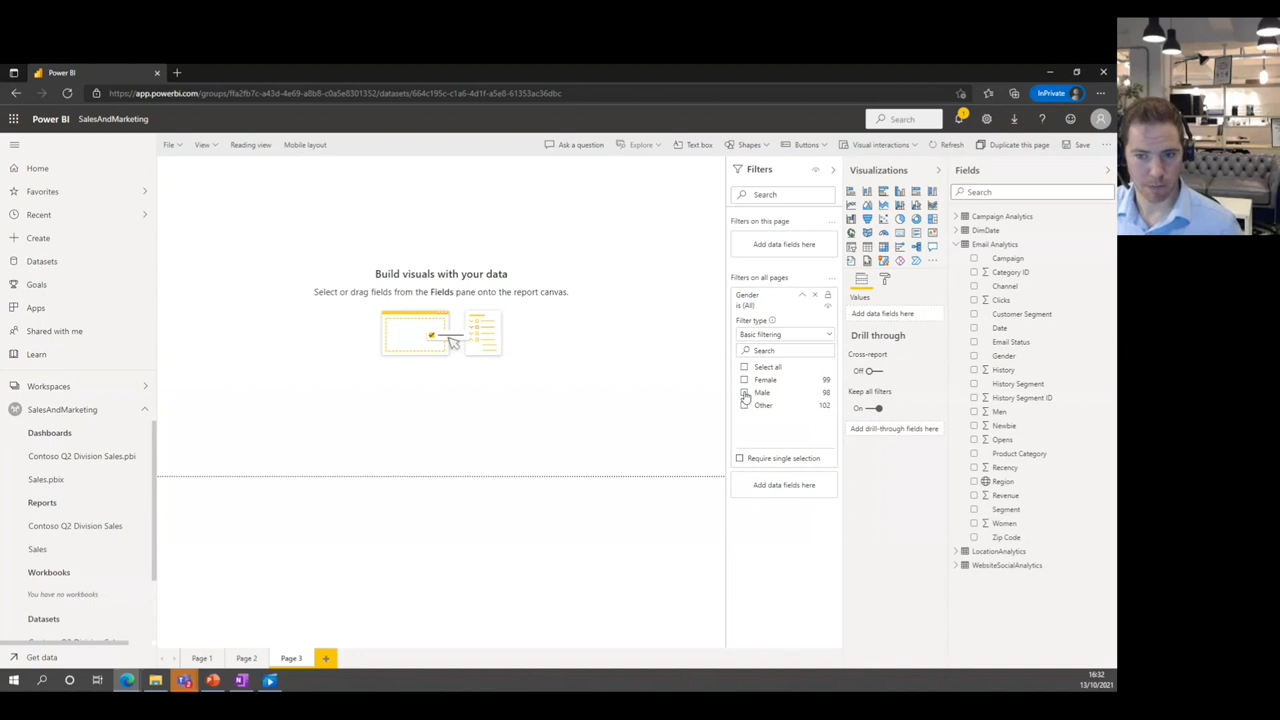 Power BI
https://app.powerbi.com/groups/ffa2fb7c-a43d-4e69-a8b8-c0a5e8301352/datasets/664c195c-c1a6-4d1f-a5e8-61353ac36dbc
InPrivate
Power BI SalesAndMarketing
Search
1
File View Reading view Mobile layout
Ask a question Explore Text box Shapes Buttons Visual interactions Refresh Duplicate this page Save
Home
Favorites
Recent
Create
Datasets
Goals
Apps
Shared with me
Learn
Workspaces
SalesAndMarketing
Dashboards
Contoso Q2 Division Sales.pbi
Sales.pbix
Reports
Contoso Q2 Division Sales
Sales
Workbooks
You have no workbooks
Datasets
Get data
Build visuals with your data
Select or drag fields from the Fields pane onto the report canvas.
Page 1 Page 2 Page 3
Filters
Search
Filters on this page
Add data fields here
Filters on all pages
Gender
is (All)
Filter type
Basic filtering
Search
Select all
Female 99
Male 98
Other 102
Require single selection
Add data fields here
Visualizations
Values
Add data fields here
Drill through
Cross-report
Off
Keep all filters
On
Add drill-through fields here
Fields
Search
Campaign Analytics
DimDate
Email Analytics
Campaign
Category ID
Channel
Clicks
Customer Segment
Date
Email Status
Gender
History
History Segment
History Segment ID
Men
Newbie
Opens
Product Category
Recency
Region
Revenue
Segment
Women
Zip Code
LocationAnalytics
WebsiteSocialAnalytics
16:32
13/10/2021